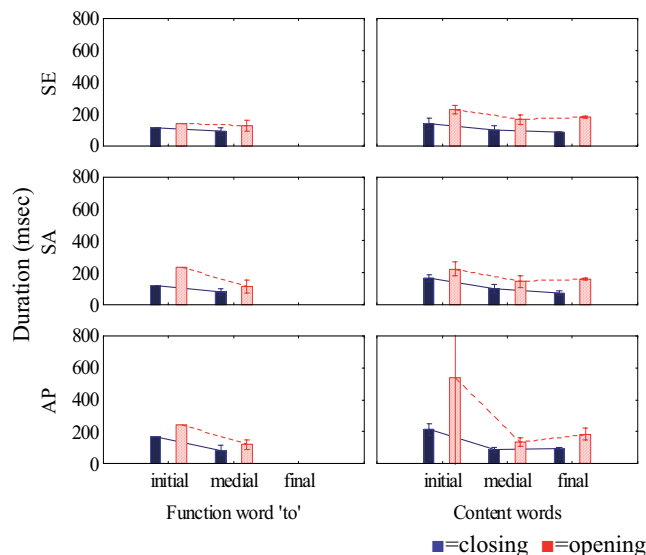 Duration (msec)
SE
800
600
400
200
0
SA
800
600
400
200
0
AP
800
600
400
200
0
initial medial final initial medial final
Function word 'to' Content words
=closing =opening